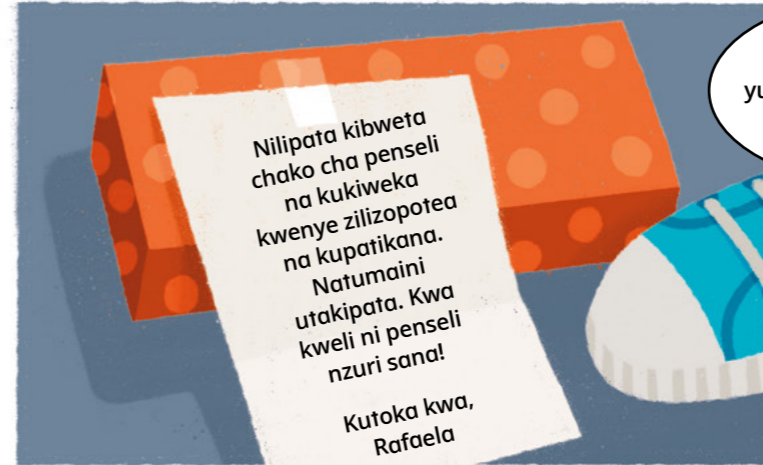 Nilipata kibweta
chako cha penseli
na kukiweka
kwenye zilizopotea
na kupatikana.
Natumaini
utakipata. Kwa
kweli ni penseli
nzuri sana!
Kutoka kwa,
Rafaela